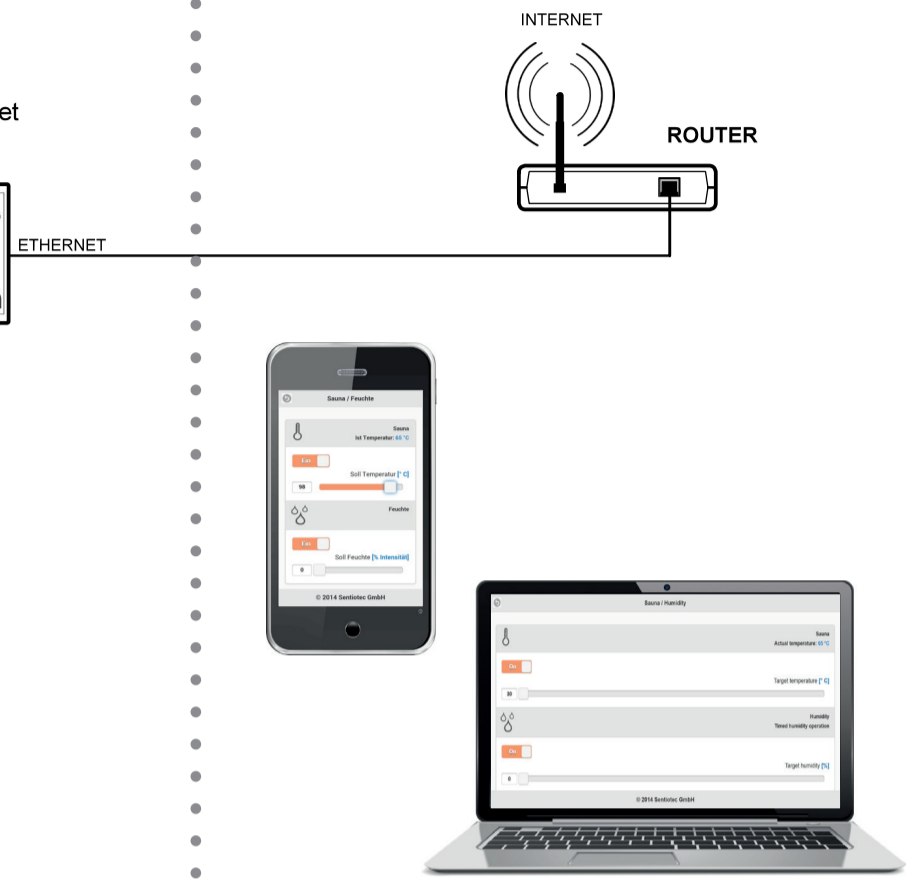 INTERNET
et
ROUTER
ETHERNET
Sauna / Feuchte
Sauna
Ist Temperatur: 65 °C
Ein
Soll Temperatur [° C]
98
Feuchte
Ein
Soll Feuchte [% Intensität]
0
© 2014 Sentiotec GmbH
Sauna / Humidity
Sauna
Actual temperature: 65 °C
On
Target temperature [° C]
30
Humidity
Timed humidity operation
On
Target humidity [%]
0
© 2014 Sentiotec GmbH